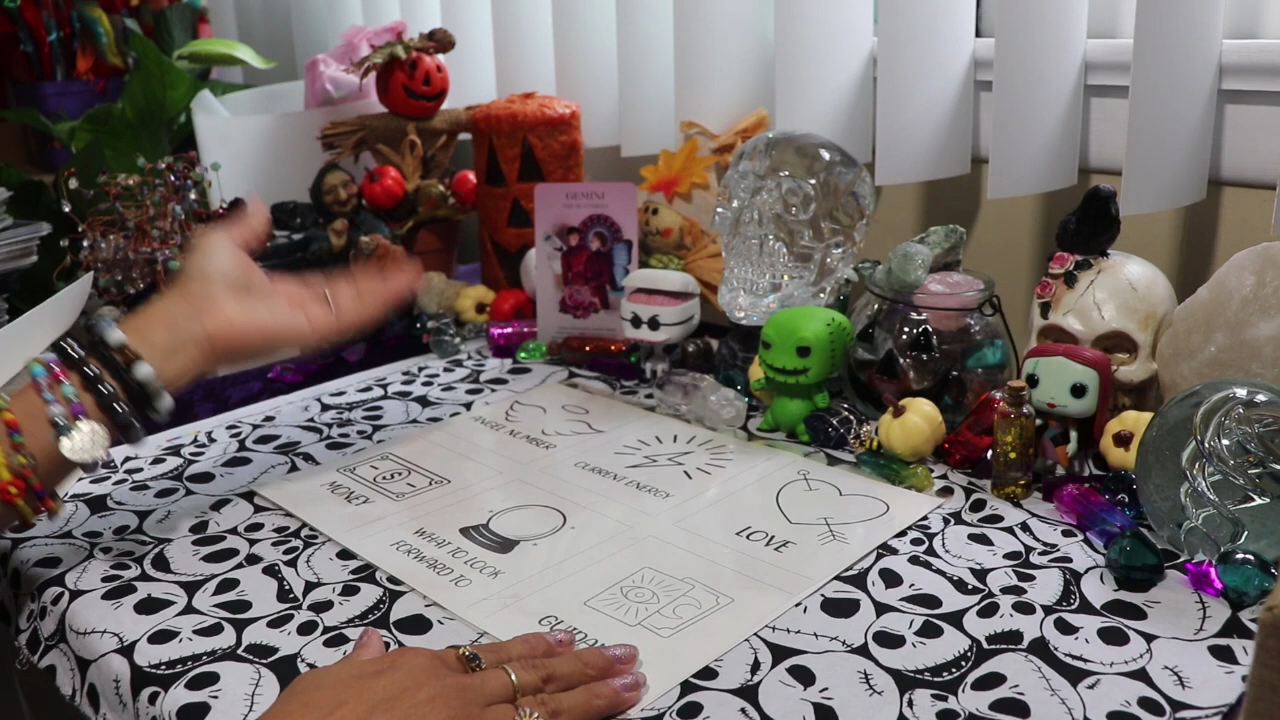 GEMINI
ANGEL NUMBER
CURRENT ENERGY
LOVE
MONEY
WHAT TO LOOK
FORWARD TO